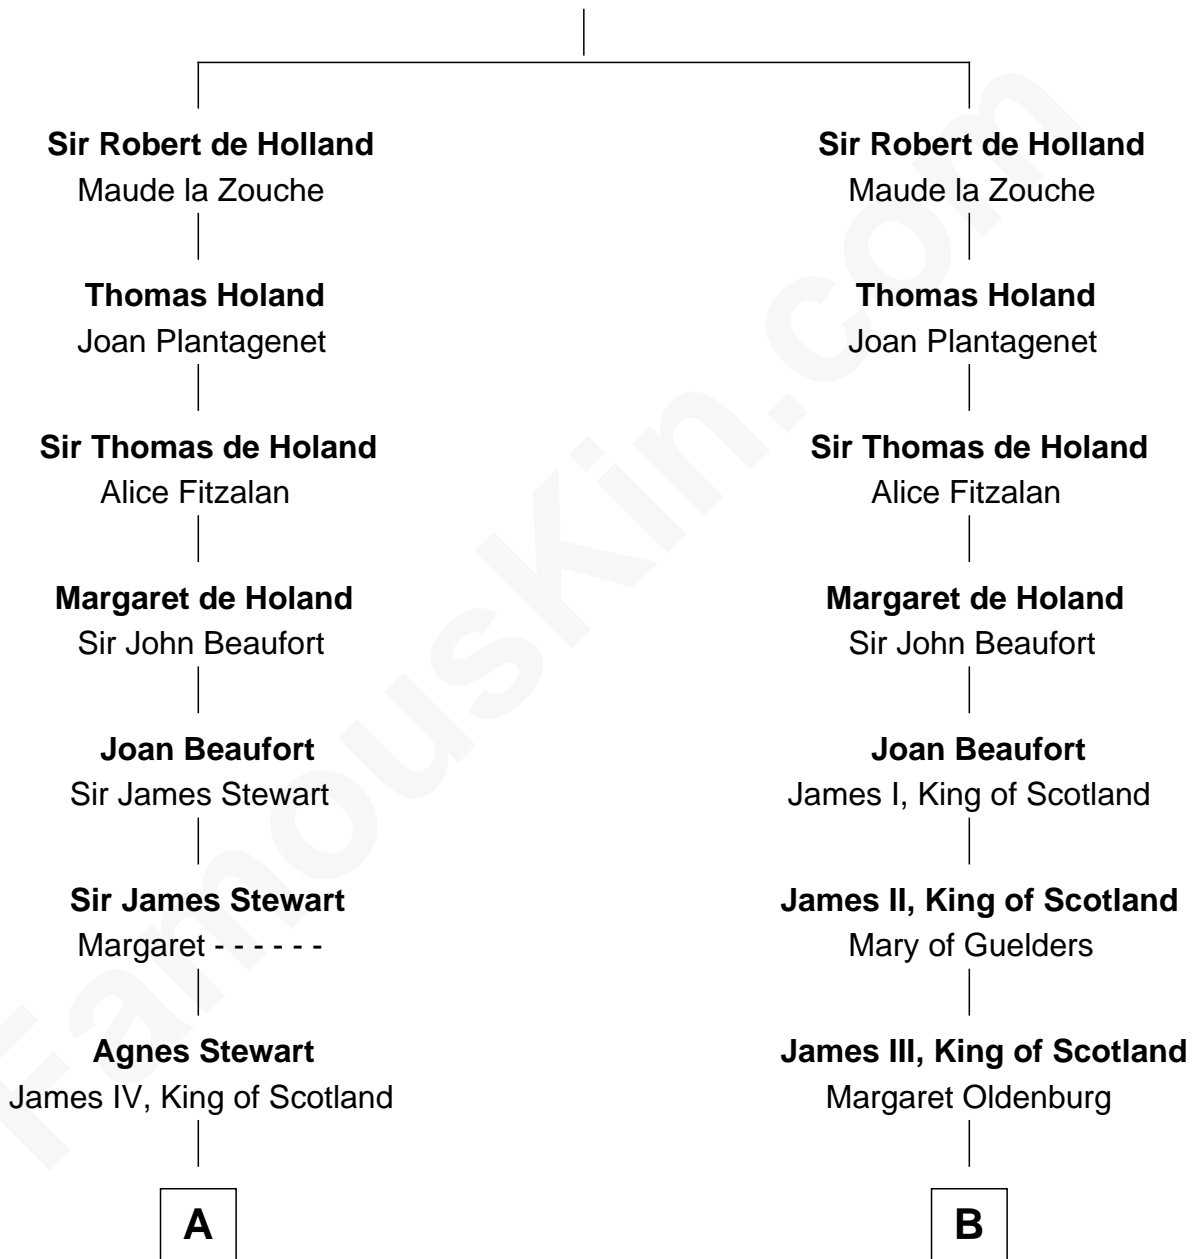 Sir Robert de Holland
Maude la Zouche
Thomas Holand
Joan Plantagenet
Sir Thomas de Holand
Alice Fitzalan
Margaret de Holand
Sir John Beaufort
Joan Beaufort
Sir James Stewart
Sir James Stewart
Margaret - - - - - -
Agnes Stewart
James IV, King of Scotland
A
Sir Robert de Holland
Maude la Zouche
Thomas Holand
Joan Plantagenet
Sir Thomas de Holand
Alice Fitzalan
Margaret de Holand
Sir John Beaufort
Joan Beaufort
James I, King of Scotland
James II, King of Scotland
Mary of Guelders
James III, King of Scotland
Margaret Oldenburg
B
FamousKin.com